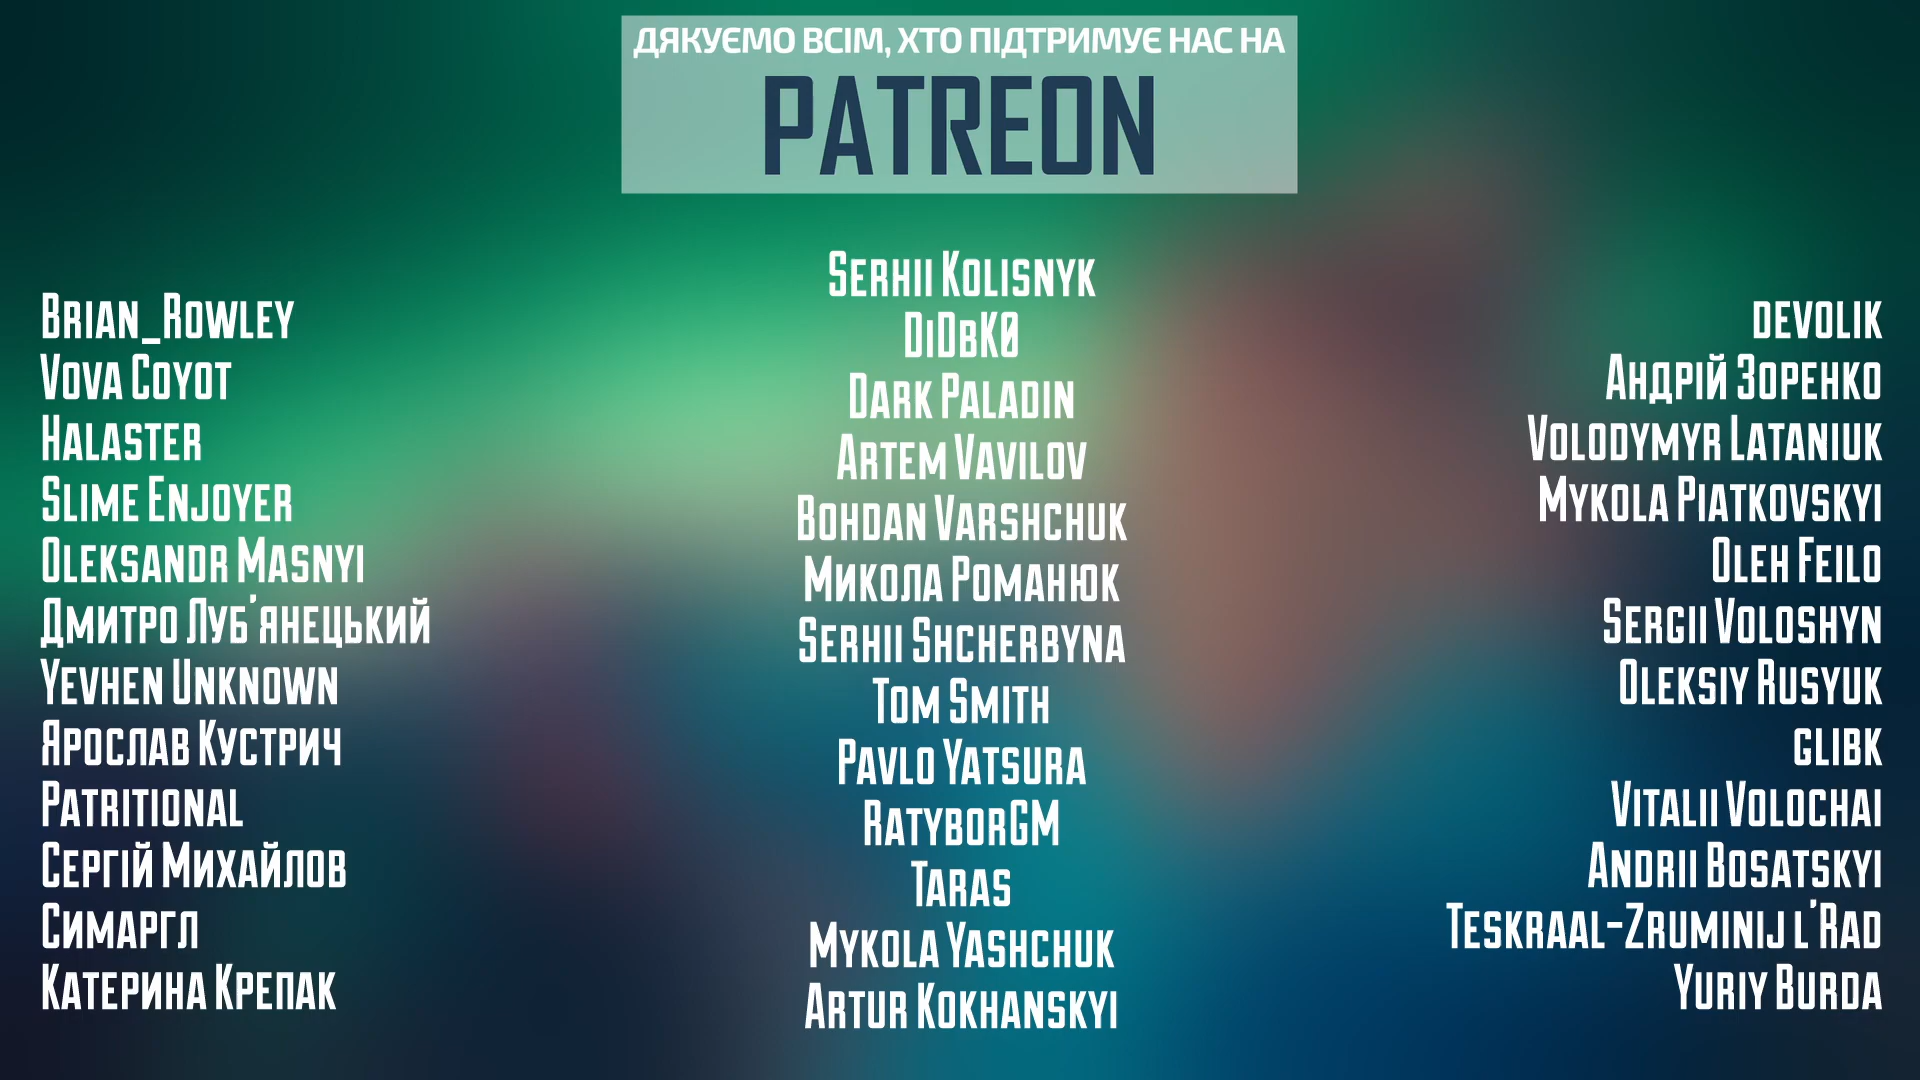 ДЯКУЄМО ВСІМ, ХТО ПІДТРИМУЄ НАС НА
PATREON
Brian_Rowley
Vova Coyot
Halaster
Slime Enjoyer
Oleksandr Masnyi
Дмитро Луб'янецький
Yevhen Unknown
Ярослав Кустрич
Patritional
Сергій Михайлов
Симаргл
Катерина Крепак
Serhii Kolisnyk
DiDbK0
Dark Paladin
Artem Vavilov
Bohdan Varshchuk
Микола Романюк
Serhii Shcherbyna
Tom Smith
Pavlo Yatsura
RatyborGM
Taras
Mykola Yashchuk
Artur Kokhanskyi
devolik
Андрій Зоренко
Volodymyr Lataniuk
Mykola Piatkovskyi
Oleh Feilo
Sergii Voloshyn
Oleksiy Rusyuk
glibk
Vitalii Volochai
Andrii Bosatskyi
Teskraal-Zruminij l'Rad
Yuriy Burda